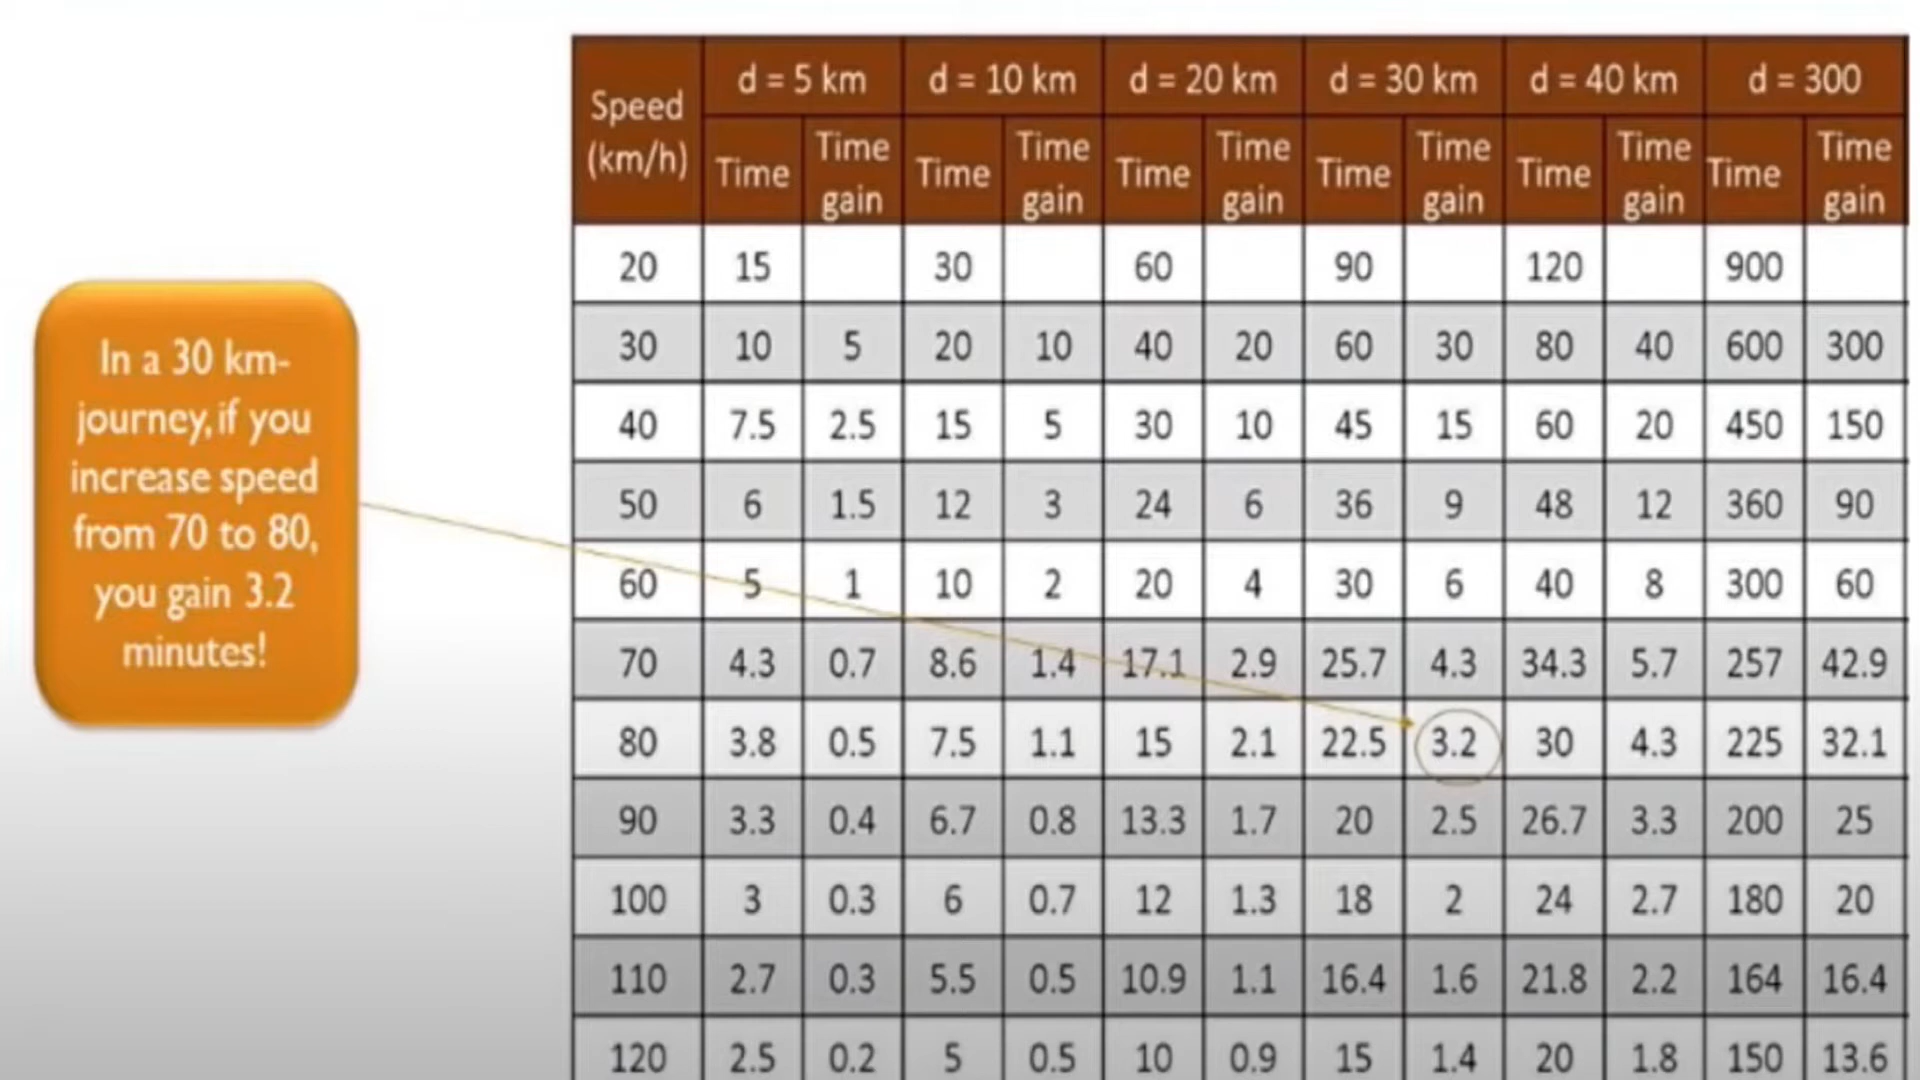 In a 30 km-
journey, if you
increase speed
from 70 to 80,
you gain 3.2
minutes!
Speed (km/h) d = 5 km d = 10 km d = 20 km d = 30 km d = 40 km d = 300
Time Time gain Time Time gain Time Time gain Time Time gain Time Time gain Time Time gain
20 15 30 60 90 120 900
30 10 5 20 10 40 20 60 30 80 40 600 300
40 7.5 2.5 15 5 30 10 45 15 60 20 450 150
50 6 1.5 12 3 24 6 36 9 48 12 360 90
60 5 1 10 2 20 4 30 6 40 8 300 60
70 4.3 0.7 8.6 1.4 17.1 2.9 25.7 4.3 34.3 5.7 257 42.9
80 3.8 0.5 7.5 1.1 15 2.1 22.5 3.2 30 4.3 225 32.1
90 3.3 0.4 6.7 0.8 13.3 1.7 20 2.5 26.7 3.3 200 25
100 3 0.3 6 0.7 12 1.3 18 2 24 2.7 180 20
110 2.7 0.3 5.5 0.5 10.9 1.1 16.4 1.6 21.8 2.2 164 16.4
120 2.5 0.2 5 0.5 10 0.9 15 1.4 20 1.8 150 13.6